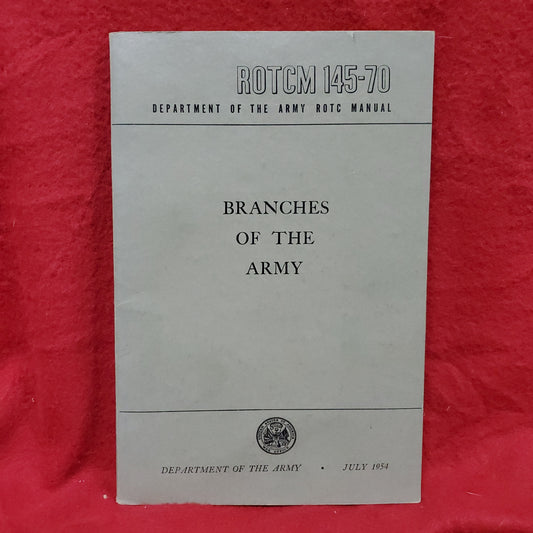 ROTCM 145-70
DEPARTMENT OF THE ARMY ROTC MANUAL
BRANCHES
OF THE
ARMY
DEPARTMENT OF THE ARMY • JULY 1954